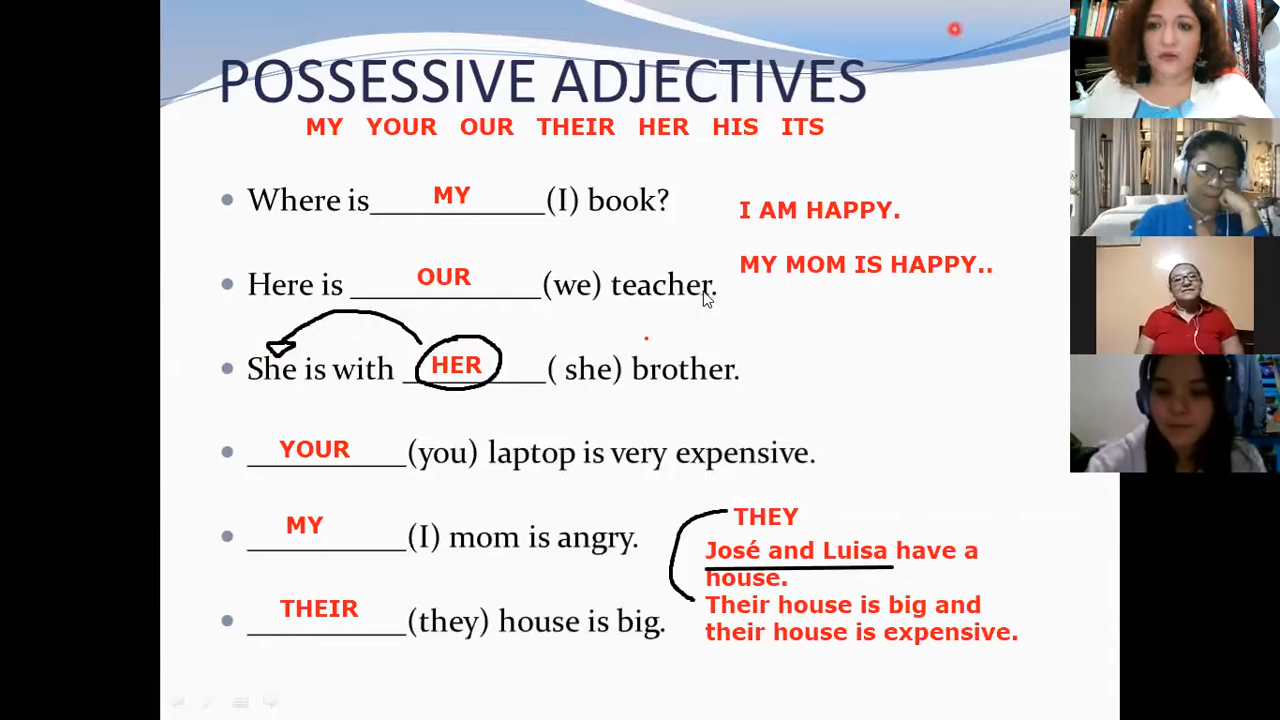 POSSESSIVE ADJECTIVES
MY YOUR OUR THEIR HER HIS ITS
Where is MY (I) book?
I AM HAPPY.
MY MOM IS HAPPY..
Here is OUR (we) teacher.
She is with HER ( she) brother.
YOUR (you) laptop is very expensive.
MY (I) mom is angry.
THEY
José and Luisa have a
house.
Their house is big and
their house is expensive.
THEIR (they) house is big.